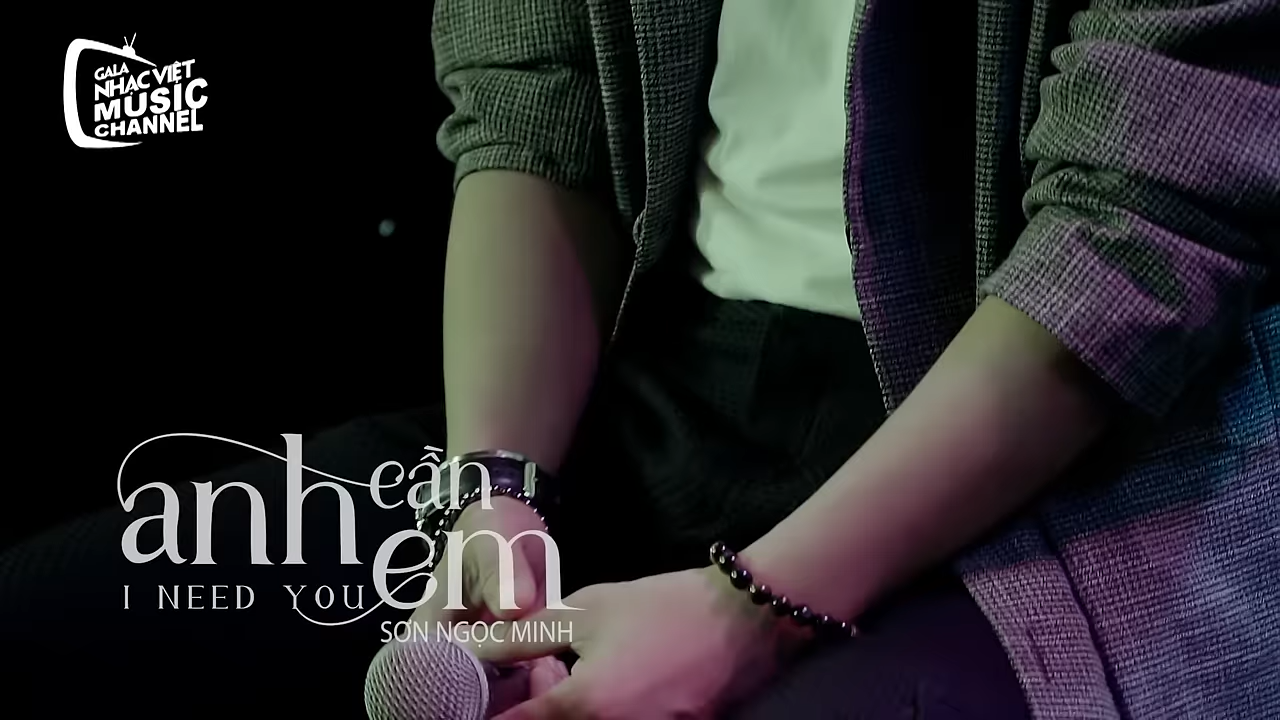 GALA
NHẠC VIỆT
MUSIC
CHANNEL
anh cần
em
I NEED YOU
SƠN NGỌC MINH